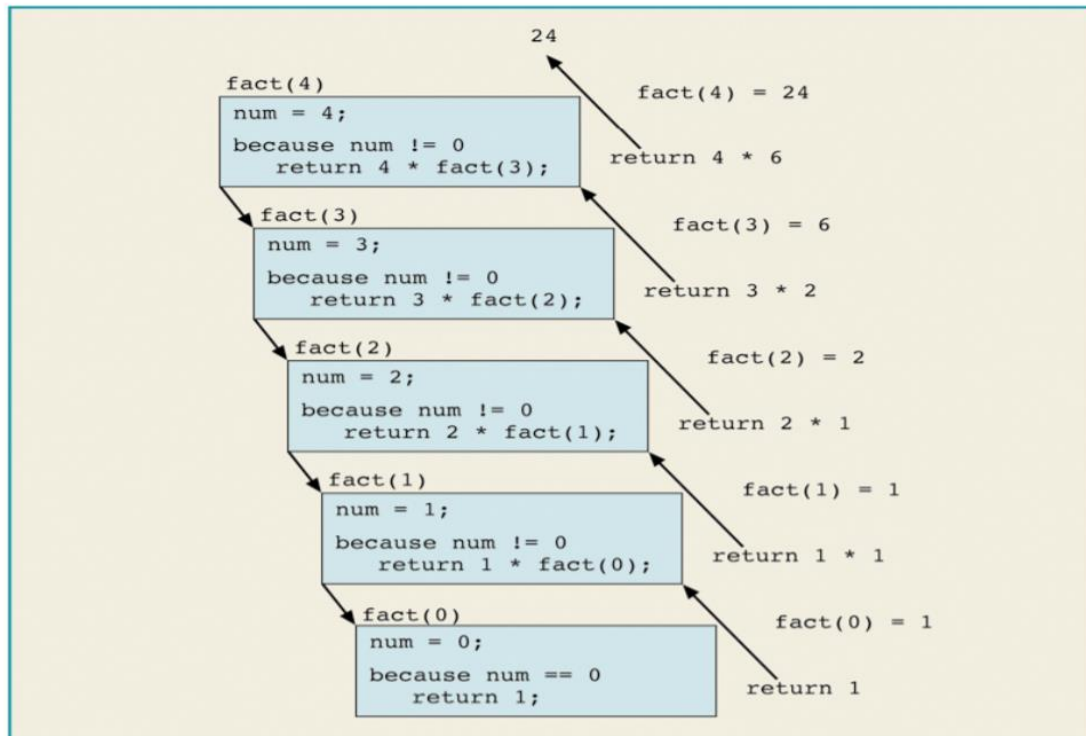 24
fact(4)
fact(4) = 24
num = 4;
because num != 0
return 4 * fact(3);
return 4 * 6
fact(3)
fact(3) = 6
num = 3;
because num != 0
return 3 * fact(2);
return 3 * 2
fact(2)
fact(2) = 2
num = 2;
because num != 0
return 2 * fact(1);
return 2 * 1
fact(1)
fact(1) = 1
num = 1;
because num != 0
return 1 * fact(0);
return 1 * 1
fact(0)
fact(0) = 1
num = 0;
because num == 0
return 1;
return 1